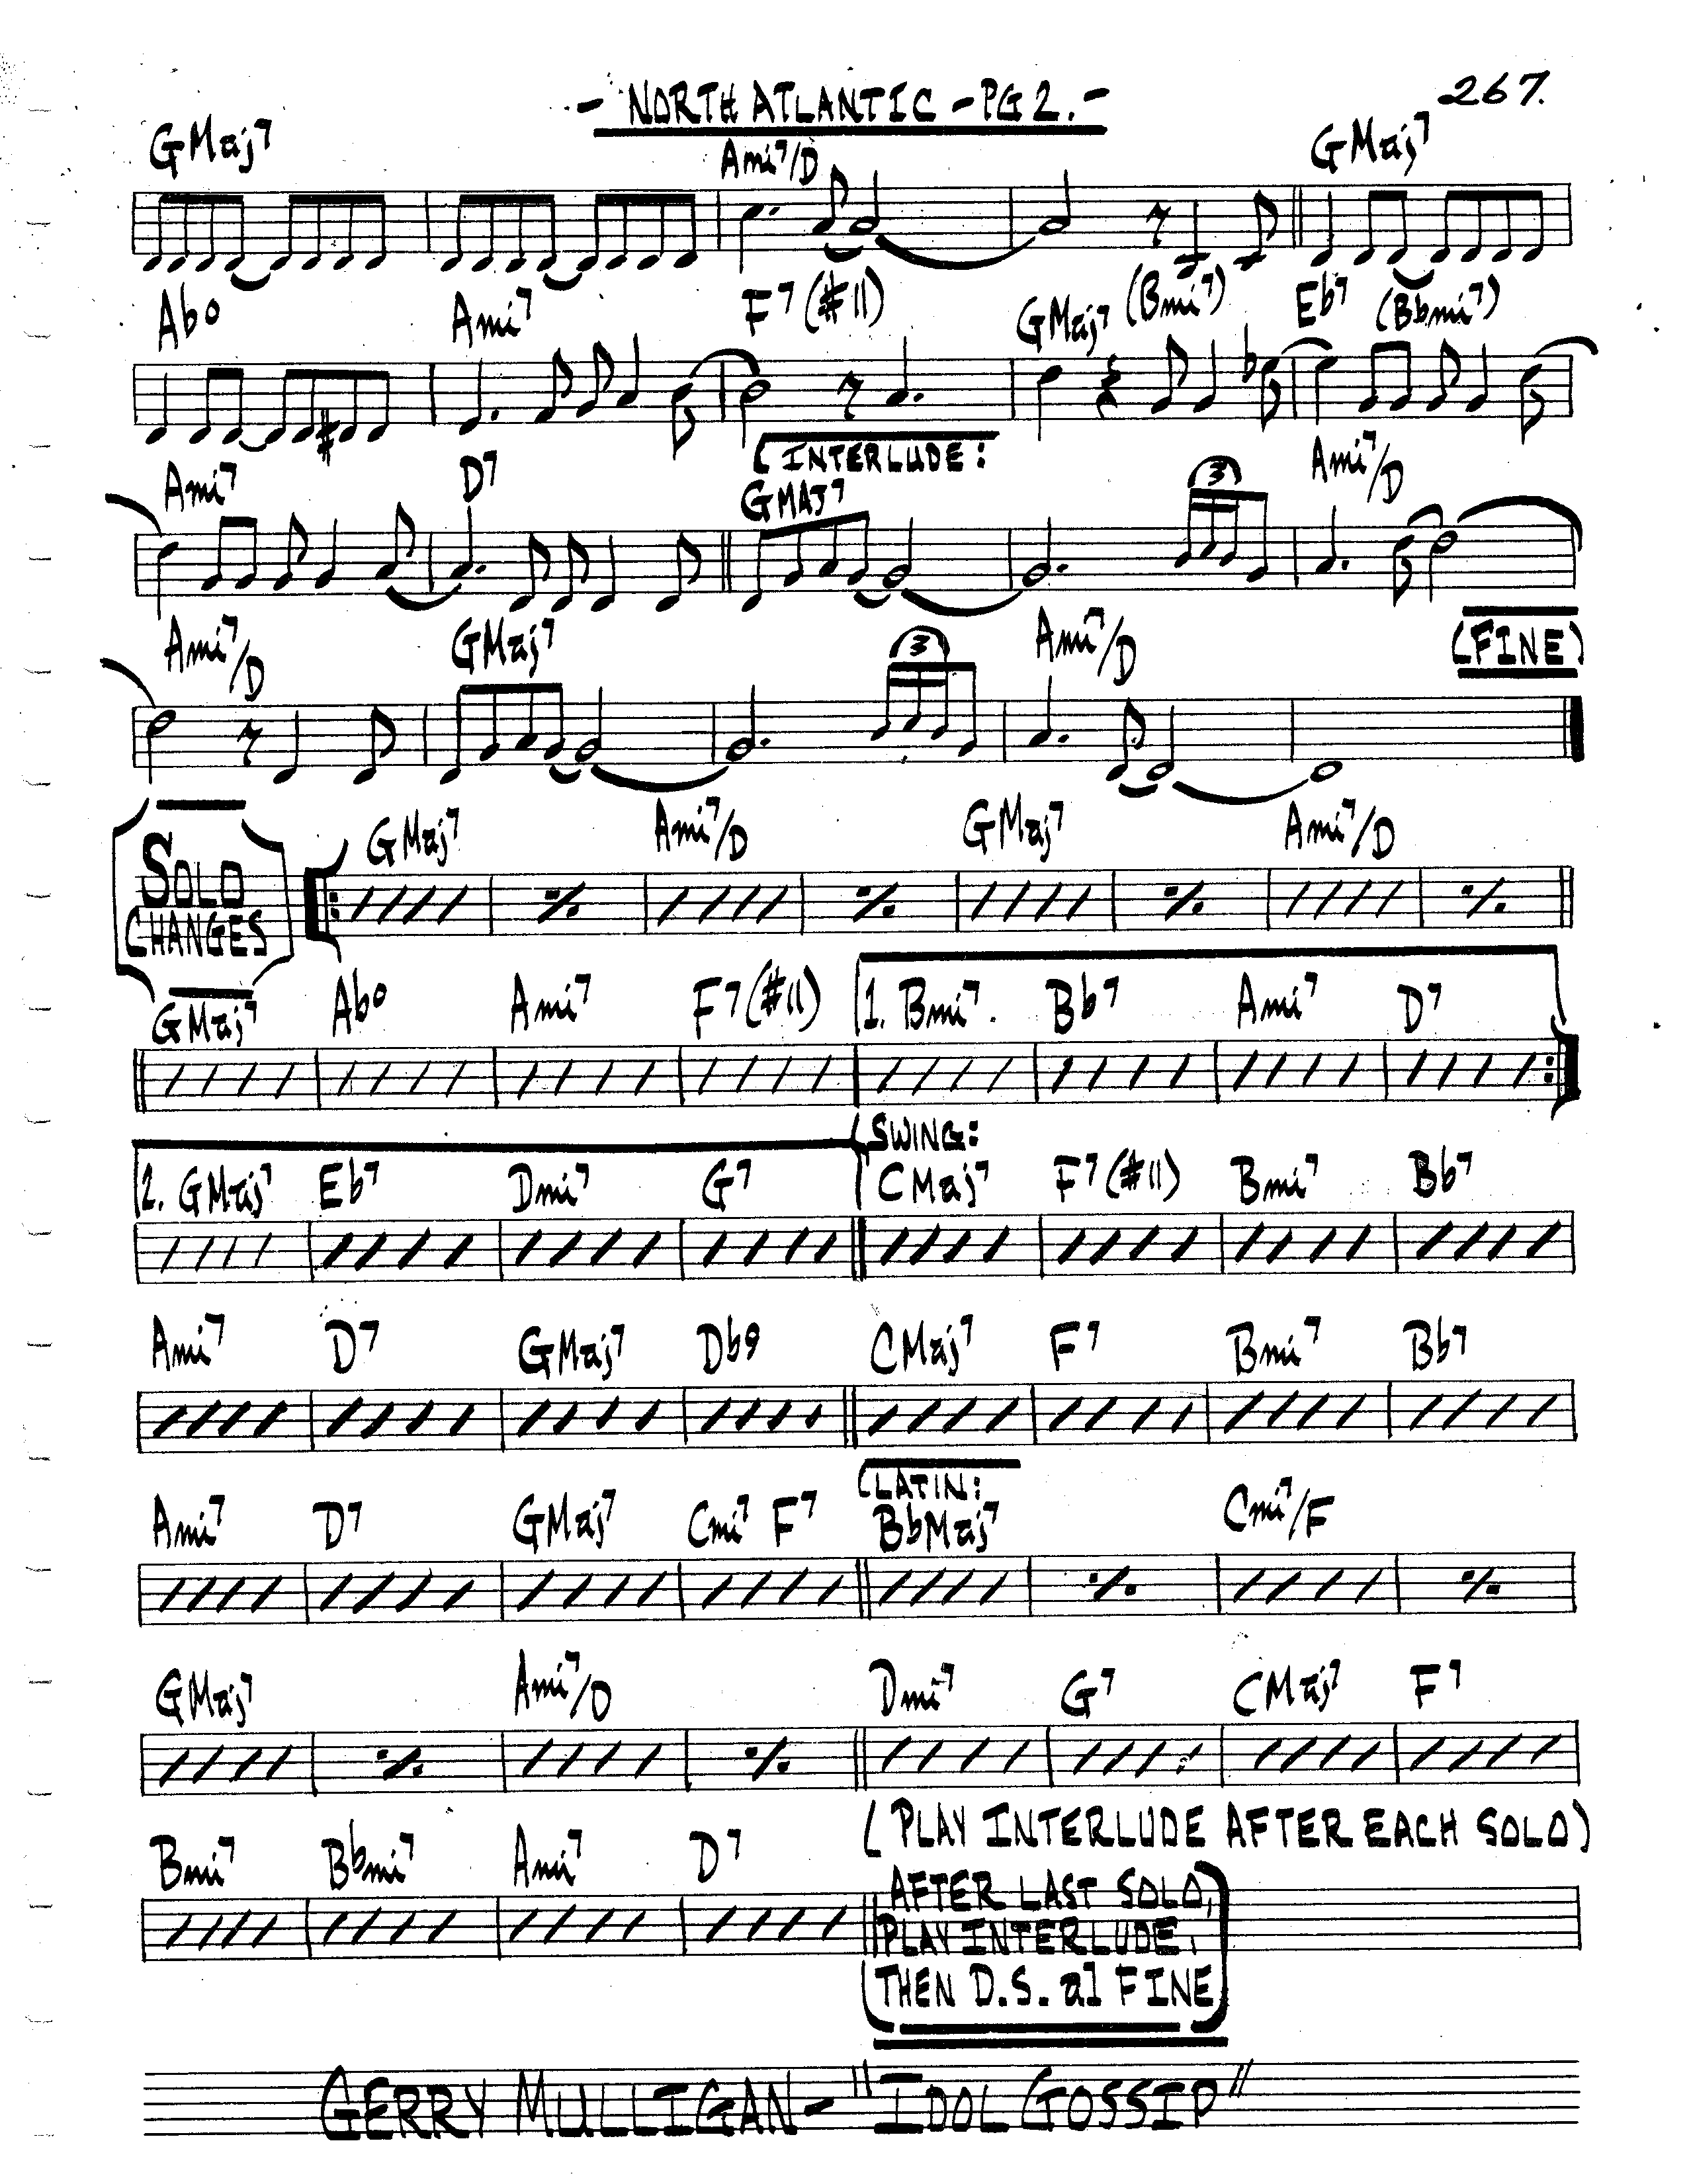 - NORTH ATLANTIC - PG 2. - 267.
GMaj7 Ami7/D GMaj7
Abo Ami7 F7(#11) GMaj7 (Bmi7) Eb7 (Bbmi7)
(INTERLUDE:
Ami7 D7 GMAJ7 3 Ami7/D
(FINE)
Ami7/D GMaj7 3 Ami7/D
SOLO
CHANGES
GMaj7 Ami7/D GMaj7 Ami7/D
GMaj7 Abo Ami7 F7(#11) 1. Bmi7. Bb7 Ami7 D7
(SWING:
2. GMaj7 Eb7 Dmi7 G7 CMaj7 F7(#11) Bmi7 Bb7
Ami7 D7 GMaj7 Db9 CMaj7 F7 Bmi7 Bb7
(LATIN:
Ami7 D7 GMaj7 Cmi7 F7 BbMaj7 Cmi7/F
GMaj7 Ami7/D Dmi7 G7 CMaj7 F7
(PLAY INTERLUDE AFTER EACH SOLO)
Bmi7 Bbmi7 Ami7 D7
AFTER LAST SOLO,
PLAY INTERLUDE,
THEN D.S. al FINE
GERRY MULLIGAN - "IDOL GOSSIP"